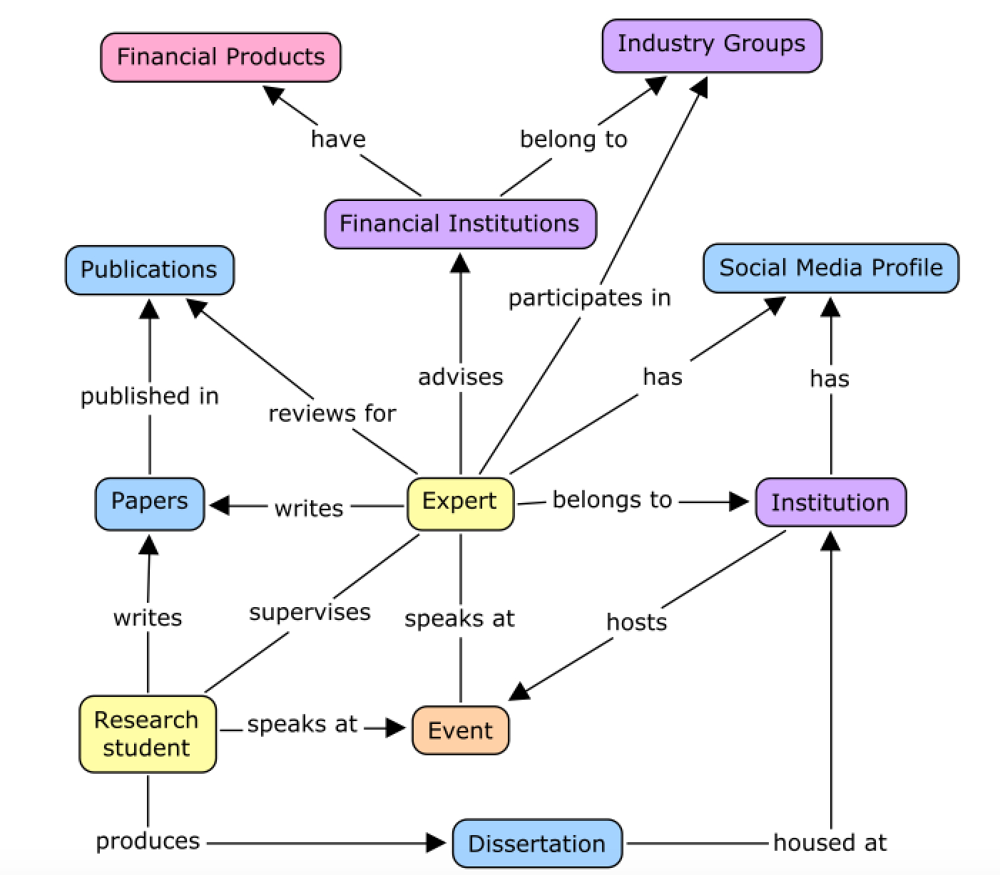 Industry Groups
Financial Products
have
belong to
Financial Institutions
Publications
Social Media Profile
participates in
advises
has
has
published in
reviews for
Papers
writes
Expert
belongs to
Institution
writes
supervises
speaks at
hosts
Research
student
speaks at
Event
produces
Dissertation
housed at